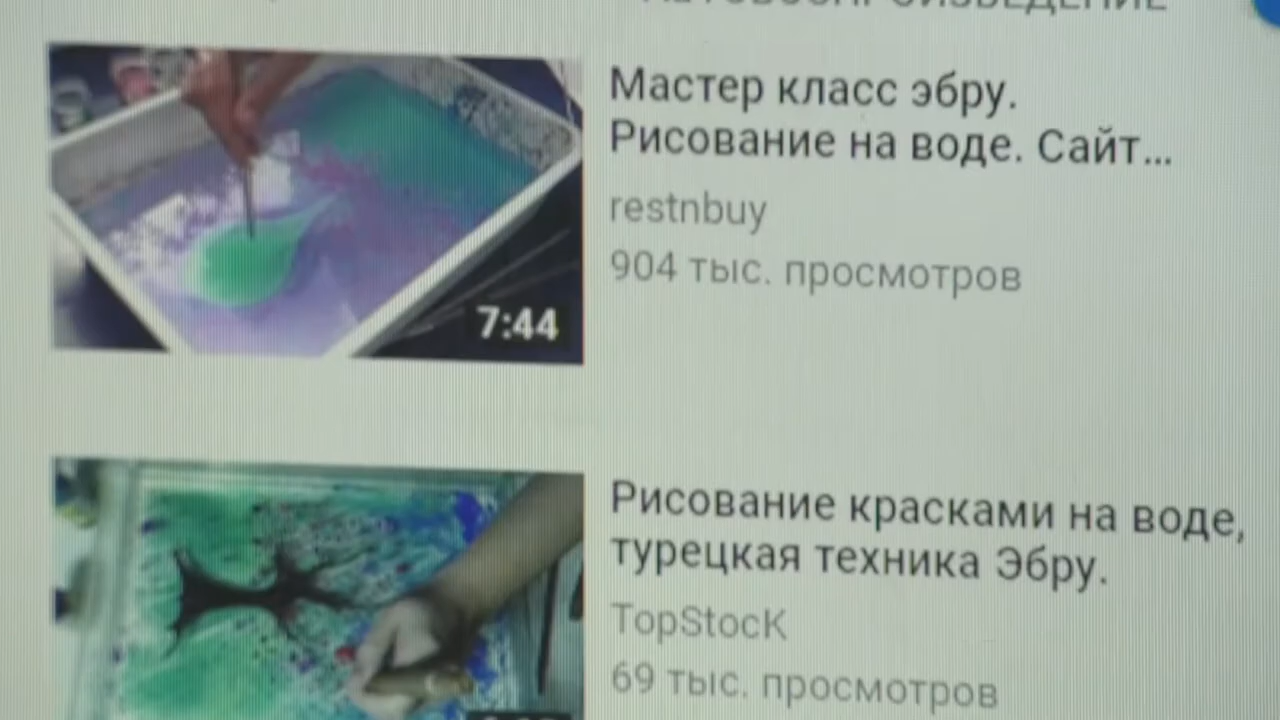 Мастер класс эбру.
Рисование на воде. Сайт...
restnbuy
904 тыс. просмотров
7:44
Рисование красками на воде,
турецкая техника Эбру.
TopStocK
69 тыс. просмотров